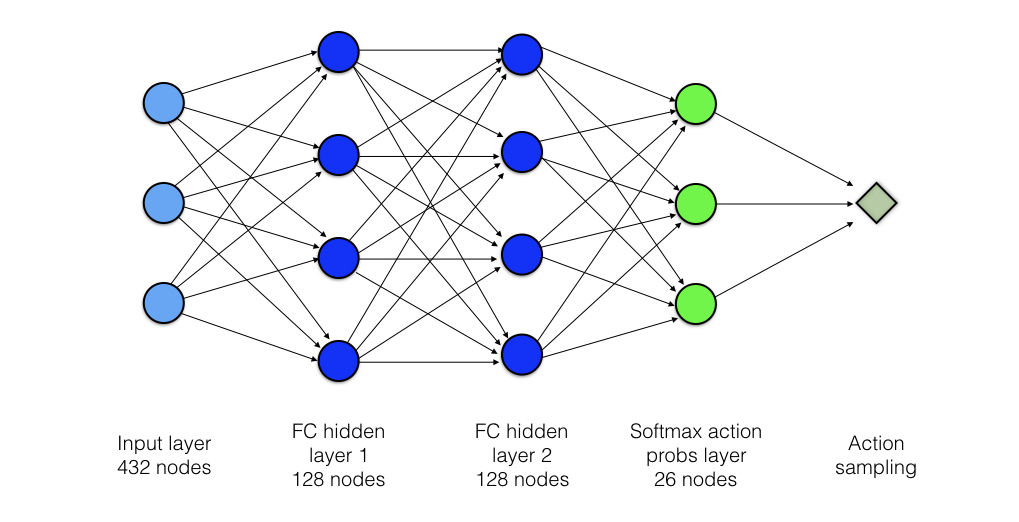 Input layer
432 nodes
FC hidden
layer 1
128 nodes
FC hidden
layer 2
128 nodes
Softmax action
probs layer
26 nodes
Action
sampling